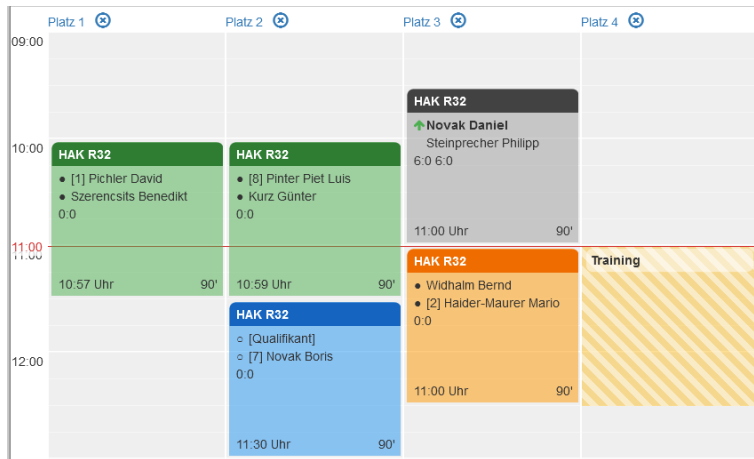 Platz 1
Platz 2
Platz 3
Platz 4
09:00
10:00
11:00
11:00
12:00
HAK R32
● [1] Pichler David
● Szerencsits Benedikt
0:0
10:57 Uhr 90'
HAK R32
● [8] Pinter Piet Luis
● Kurz Günter
0:0
10:59 Uhr 90'
HAK R32
○ [Qualifikant]
○ [7] Novak Boris
0:0
11:30 Uhr 90'
HAK R32
Novak Daniel
Steinprecher Philipp
6:0 6:0
11:00 Uhr 90'
HAK R32
● Widhalm Bernd
● [2] Haider-Maurer Mario
0:0
11:00 Uhr 90'
Training